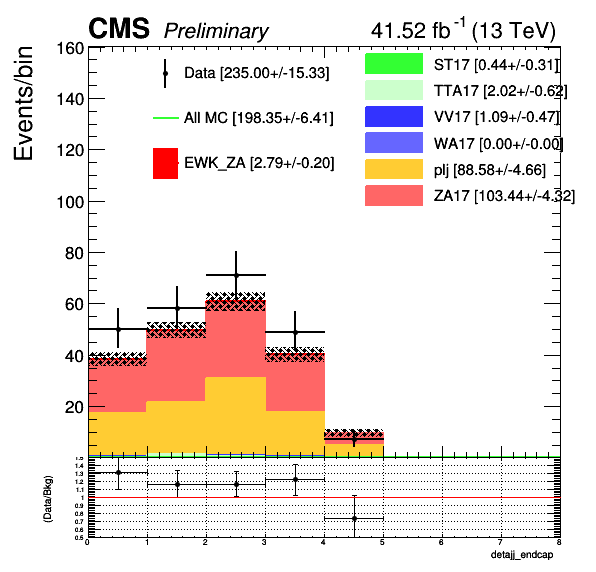 CMS Preliminary 41.52 fb⁻¹ (13 TeV)
Events/bin
160
140
120
100
80
60
40
20
Data [235.00+/-15.33]
All MC [198.35+/-6.41]
EWK_ZA [2.79+/-0.20]
ST17 [0.44+/-0.31]
TTA17 [2.02+/-0.62]
VV17 [1.09+/-0.47]
WA17 [0.00+/-0.00]
plj [88.58+/-4.66]
ZA17 [103.44+/-4.32]
(Data/Bkg)
1.5
1.4
1.3
1.2
1.1
1
0.9
0.8
0.7
0.6
0.5
0 1 2 3 4 5 6 7 8
detajj_endcap